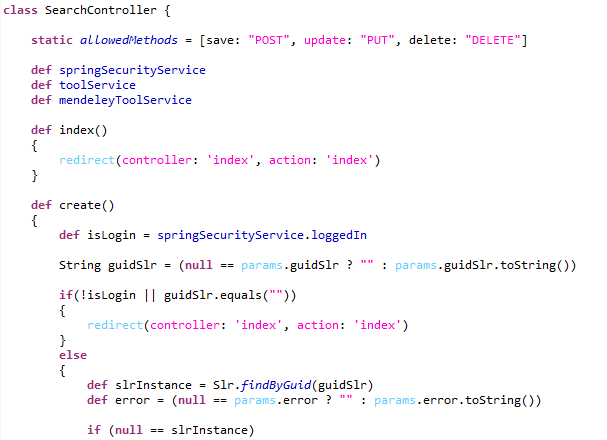 class SearchController {
static allowedMethods = [save: "POST", update: "PUT", delete: "DELETE"]
def springSecurityService
def toolService
def mendeleyToolService
def index()
{
redirect(controller: 'index', action: 'index')
}
def create()
{
def isLogin = springSecurityService.loggedIn
String guidSlr = (null == params.guidSlr ? "" : params.guidSlr.toString())
if(!isLogin || guidSlr.equals(""))
{
redirect(controller: 'index', action: 'index')
}
else
{
def slrInstance = Slr.findByGuid(guidSlr)
def error = (null == params.error ? "" : params.error.toString())
if (null == slrInstance)